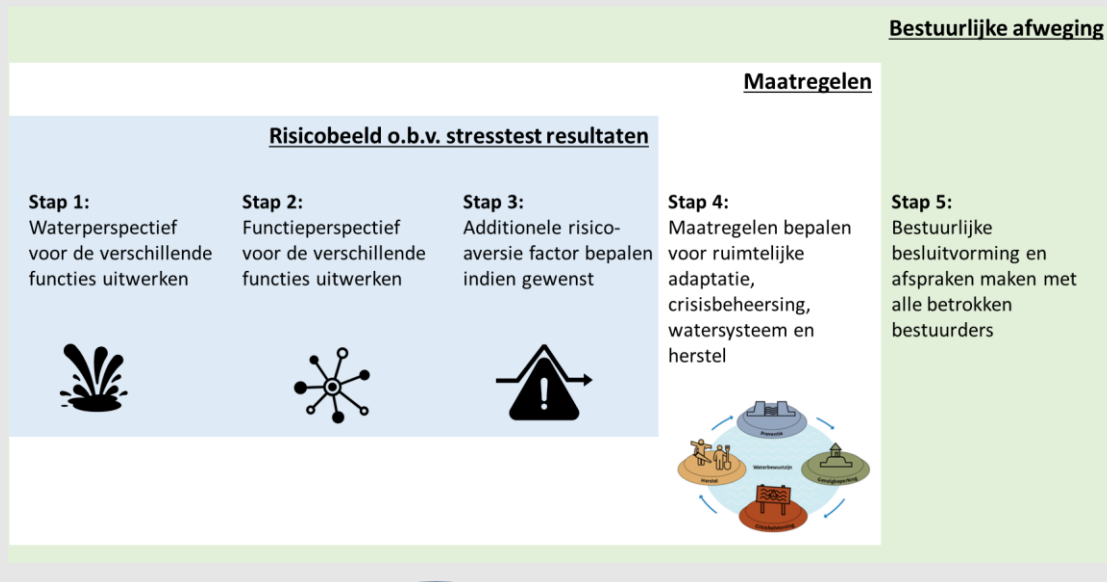 Bestuurlijke afweging
Maatregelen
Risicobeeld o.b.v. stresstest resultaten
Stap 1:
Waterperspectief
voor de verschillende
functies uitwerken
Stap 2:
Functieperspectief
voor de verschillende
functies uitwerken
Stap 3:
Additionele risico-
aversie factor bepalen
indien gewenst
Stap 4:
Maatregelen bepalen
voor ruimtelijke
adaptatie,
crisisbeheersing,
watersysteem en
herstel
Preventie
Herstel
Waterbewustzijn
Gevolgbeperking
Crisisbeheersing
Stap 5:
Bestuurlijke
besluitvorming en
afspraken maken met
alle betrokken
bestuurders